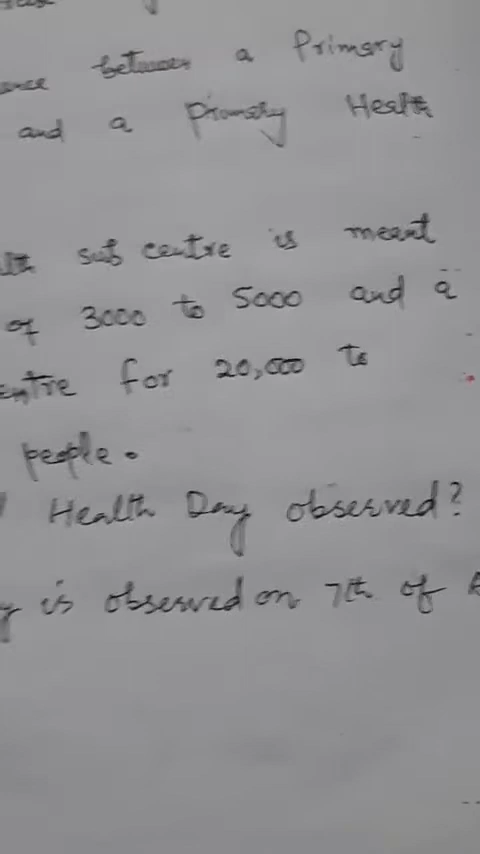 between a Primary
and a Primary Health
sub centre is meant
of 3000 to 5000 and a
for 20,000 to
people.
Health Day observed?
is observed on 7th of